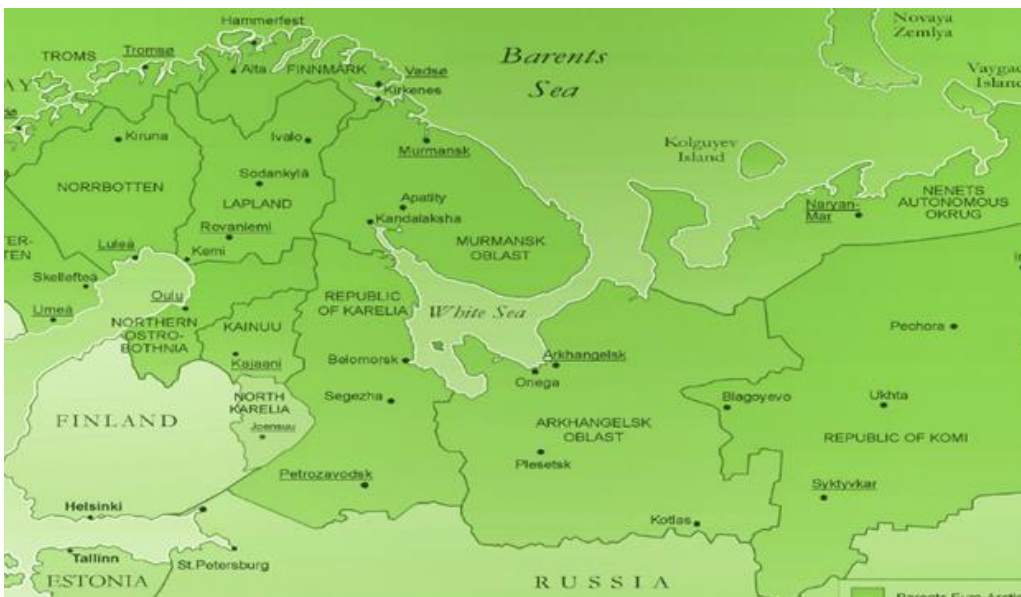 Hammerfest
Novaya
Zemlya
TROMS
Tromsø
Barents
Sea
Alta
FINNMARK
Vadsø
Kirkenes
Kiruna
Ivalo
Murmansk
Kolguyev
Island
Sodankylä
NORRBOTTEN
LAPLAND
Apatity
Kandalaksha
Naryan-
Mar
NENETS
AUTONOMOUS
OKRUG
Rovaniemi
MURMANSK
OBLAST
Luleå
Kemi
Skellefteå
Oulu
REPUBLIC
OF KARELIA
Umeå
NORTHERN
OSTRO-
BOTHNIA
KAINUU
White Sea
Pechora
Kajaani
Belomorsk
Arkhangelsk
Onega
NORTH
KARELIA
Segezha
Blagoyevo
Ukhta
FINLAND
Joensuu
ARKHANGELSK
OBLAST
REPUBLIC OF KOMI
Plesetsk
Petrozavodsk
Syktyvkar
Helsinki
Kotlas
Tallinn
St.Petersburg
ESTONIA
RUSSIA